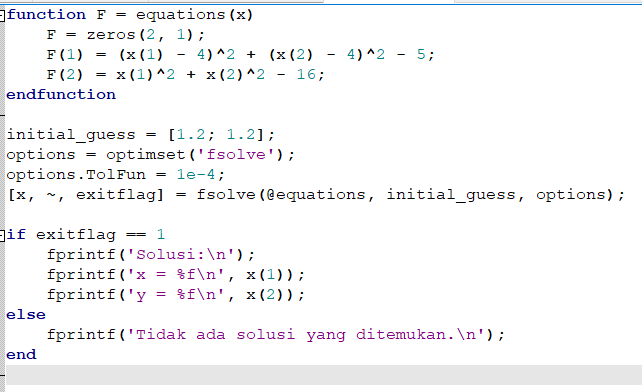 function F = equations(x)
F = zeros(2, 1);
F(1) = (x(1) - 4)^2 + (x(2) - 4)^2 - 5;
F(2) = x(1)^2 + x(2)^2 - 16;
endfunction
initial_guess = [1.2; 1.2];
options = optimset('fsolve');
options.TolFun = 1e-4;
[x, ~, exitflag] = fsolve(@equations, initial_guess, options);
if exitflag == 1
fprintf('Solusi:\n');
fprintf('x = %f\n', x(1));
fprintf('y = %f\n', x(2));
else
fprintf('Tidak ada solusi yang ditemukan.\n');
end